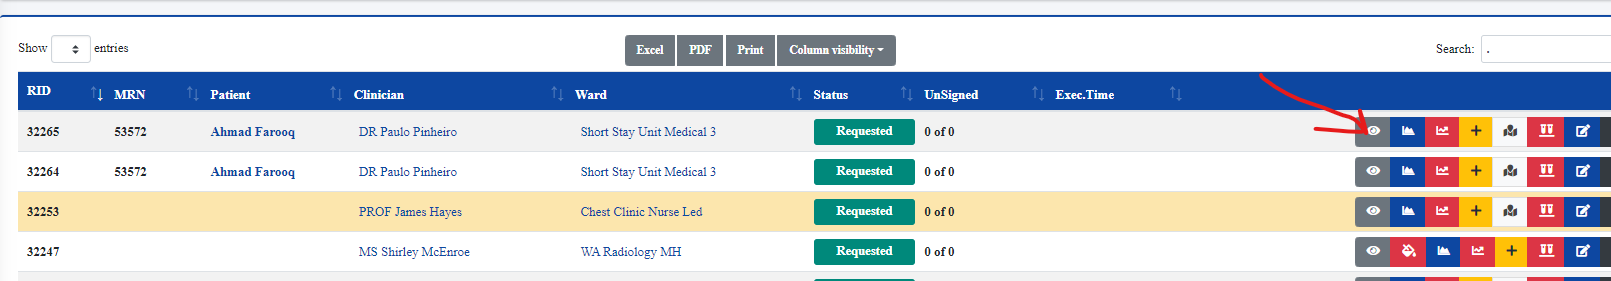 Show entries Excel PDF Print Column visibility Search: .
RID MRN Patient Clinician Ward Status UnSigned Exec.Time
32265 53572 Ahmad Farooq DR Paulo Pinheiro Short Stay Unit Medical 3 Requested 0 of 0
32264 53572 Ahmad Farooq DR Paulo Pinheiro Short Stay Unit Medical 3 Requested 0 of 0
32253 PROF James Hayes Chest Clinic Nurse Led Requested 0 of 0
32247 MS Shirley McEnroe WA Radiology MH Requested 0 of 0